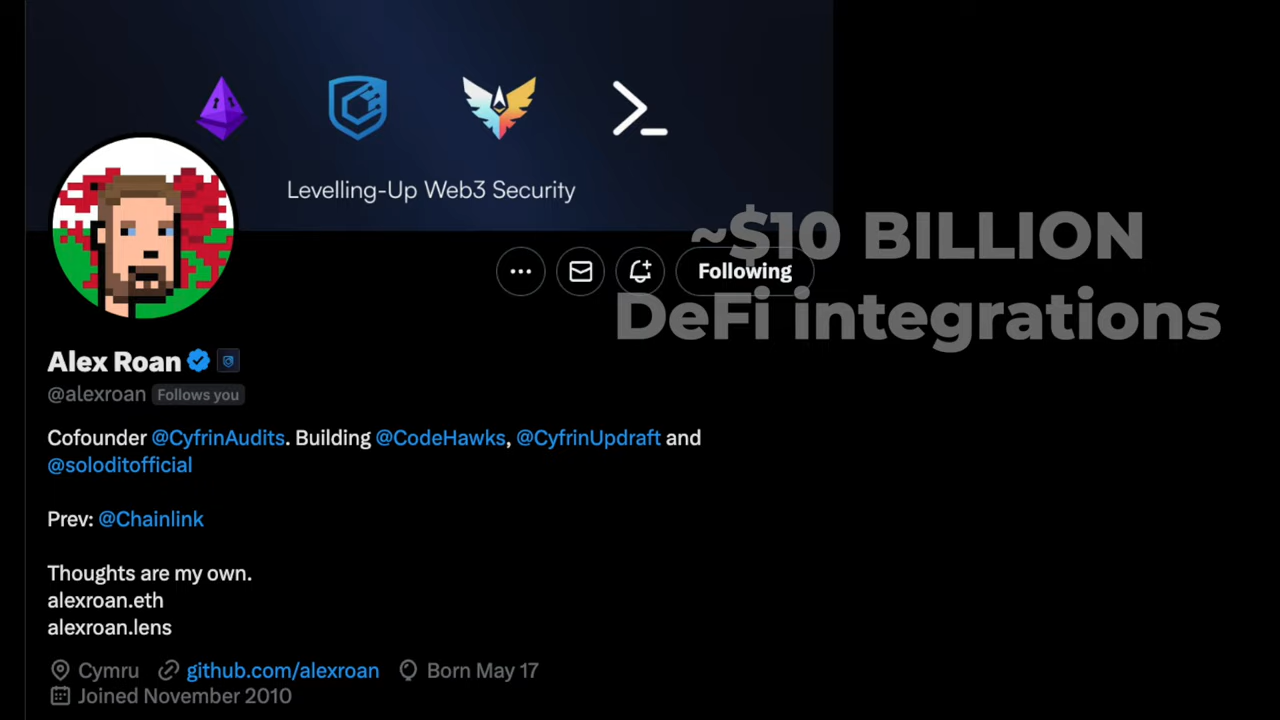 Levelling-Up Web3 Security
~$10 BILLION
Following
DeFi integrations
Alex Roan
@alexroan Follows you
Cofounder @CyfrinAudits. Building @CodeHawks, @CyfrinUpdraft and
@soloditofficial
Prev: @Chainlink
Thoughts are my own.
alexroan.eth
alexroan.lens
Cymru github.com/alexroan Born May 17
Joined November 2010